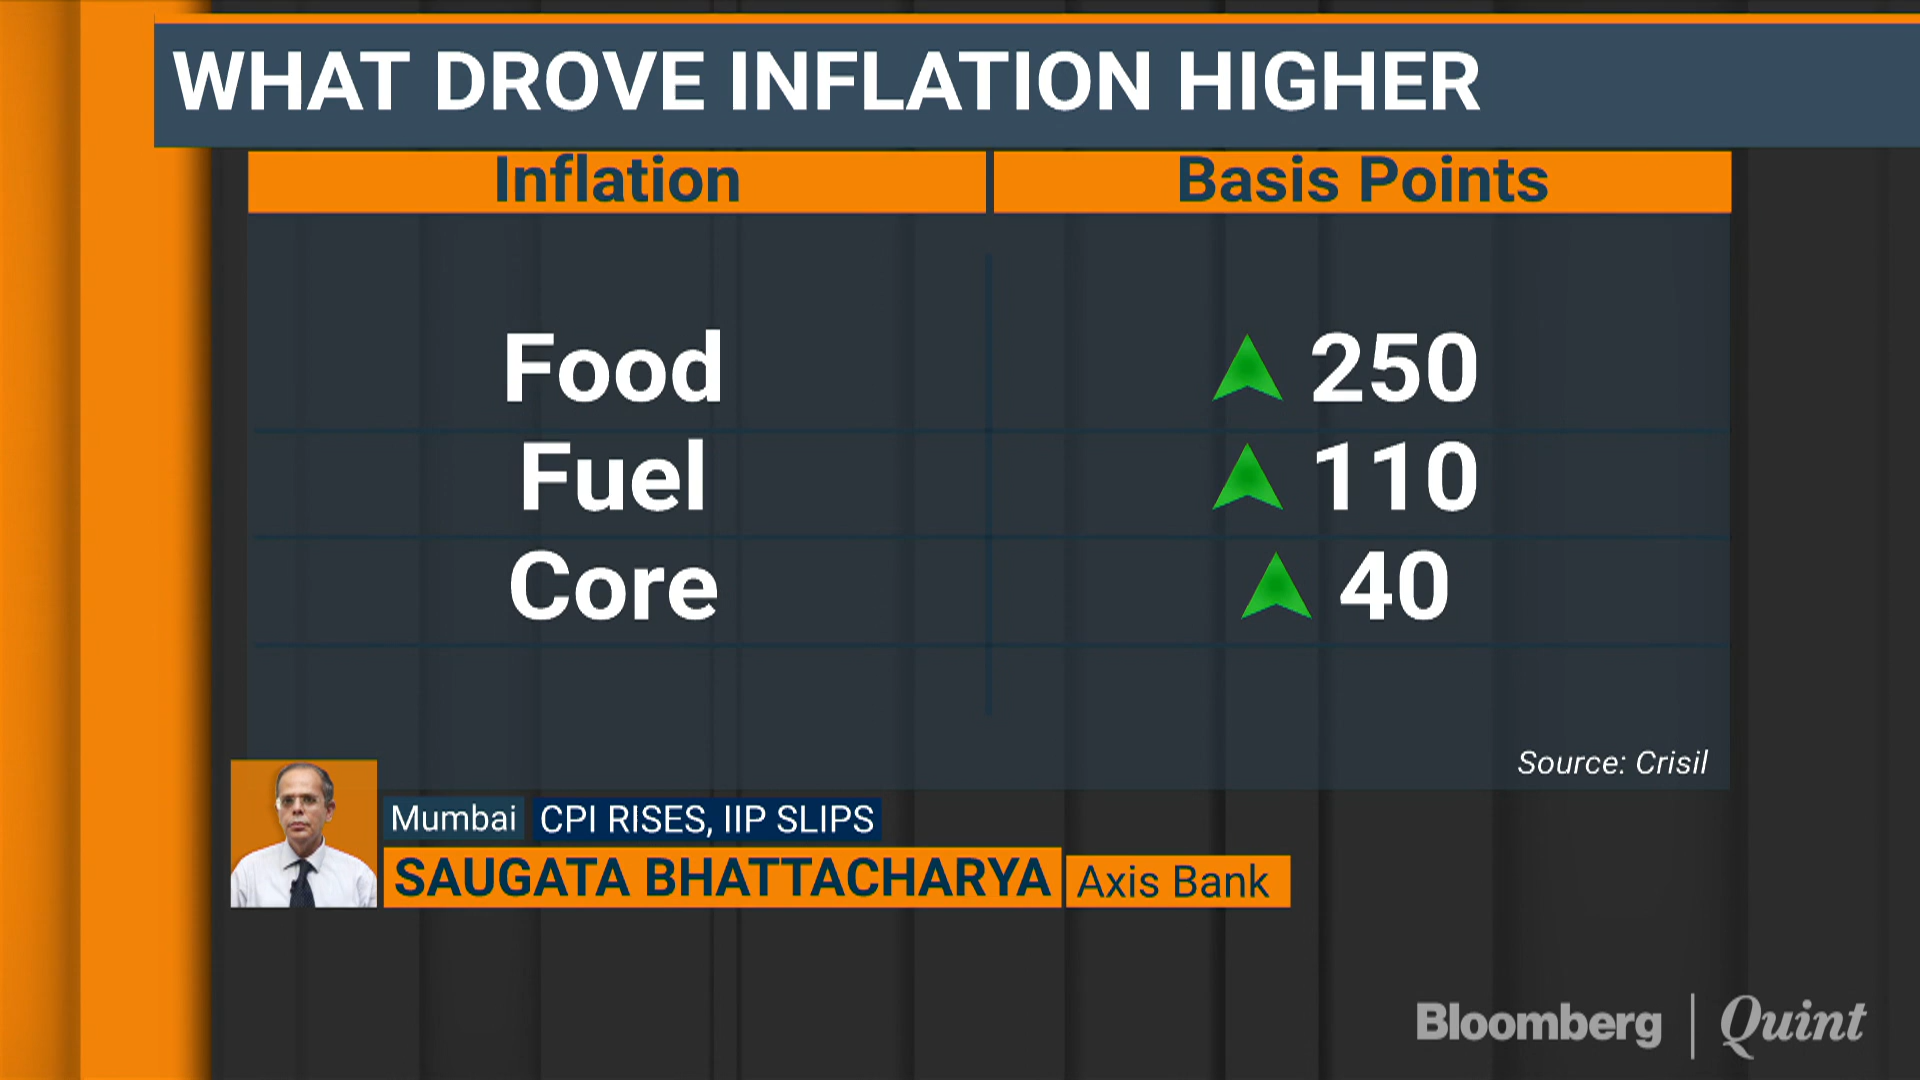 WHAT DROVE INFLATION HIGHER
Inflation Basis Points
Food 250
Fuel 110
Core 40
Source: Crisil
Mumbai CPI RISES, IIP SLIPS
SAUGATA BHATTACHARYA Axis Bank
Bloomberg | Quint